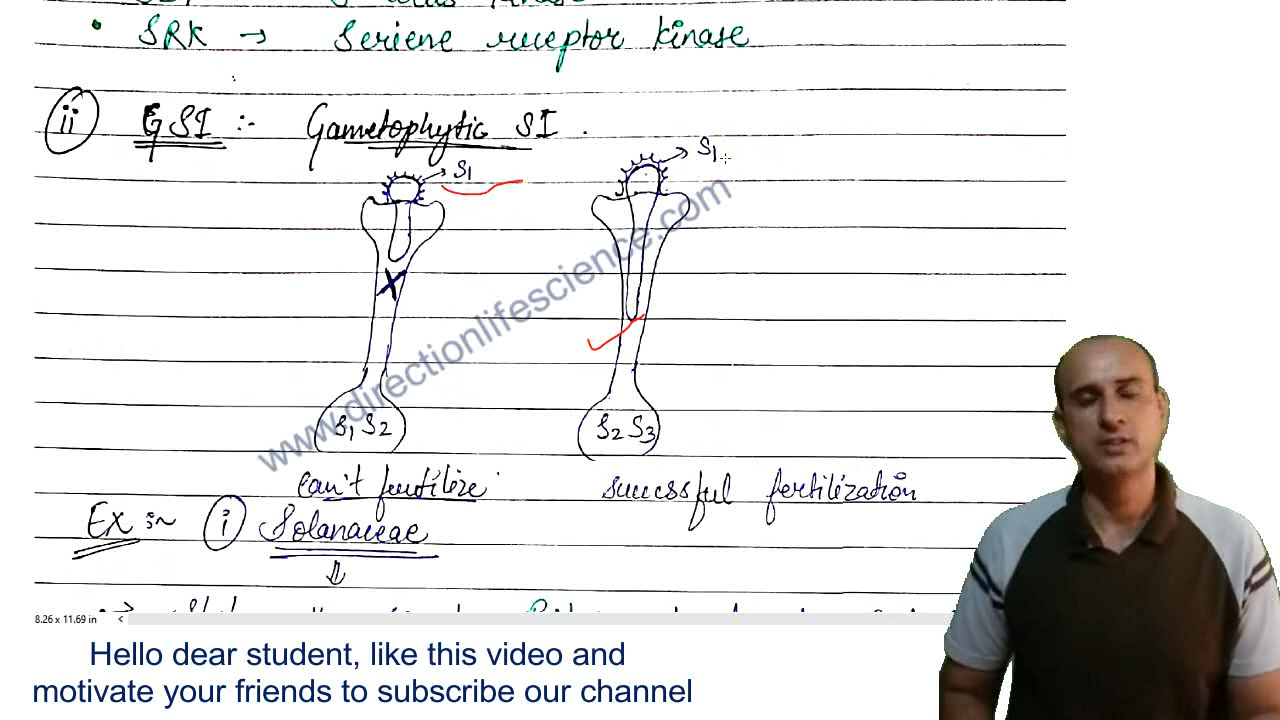 • SRK → Seriene receptor kinase
ii GSI :- Gametophytic SI .
→ S1
→ S1
S1 S2
S2 S3
can't fertilize
successful fertilization
Ex :~ i Solanaceae
www.directionlifescience.com
8.26 x 11.69 in <
Hello dear student, like this video and
motivate your friends to subscribe our channel